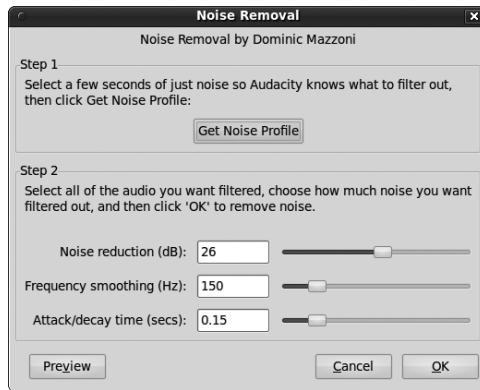 Noise Removal
Noise Removal by Dominic Mazzoni
Step 1
Select a few seconds of just noise so Audacity knows what to filter out,
then click Get Noise Profile:
Get Noise Profile
Step 2
Select all of the audio you want filtered, choose how much noise you want
filtered out, and then click 'OK' to remove noise.
Noise reduction (dB): 26
Frequency smoothing (Hz): 150
Attack/decay time (secs): 0.15
Preview Cancel OK